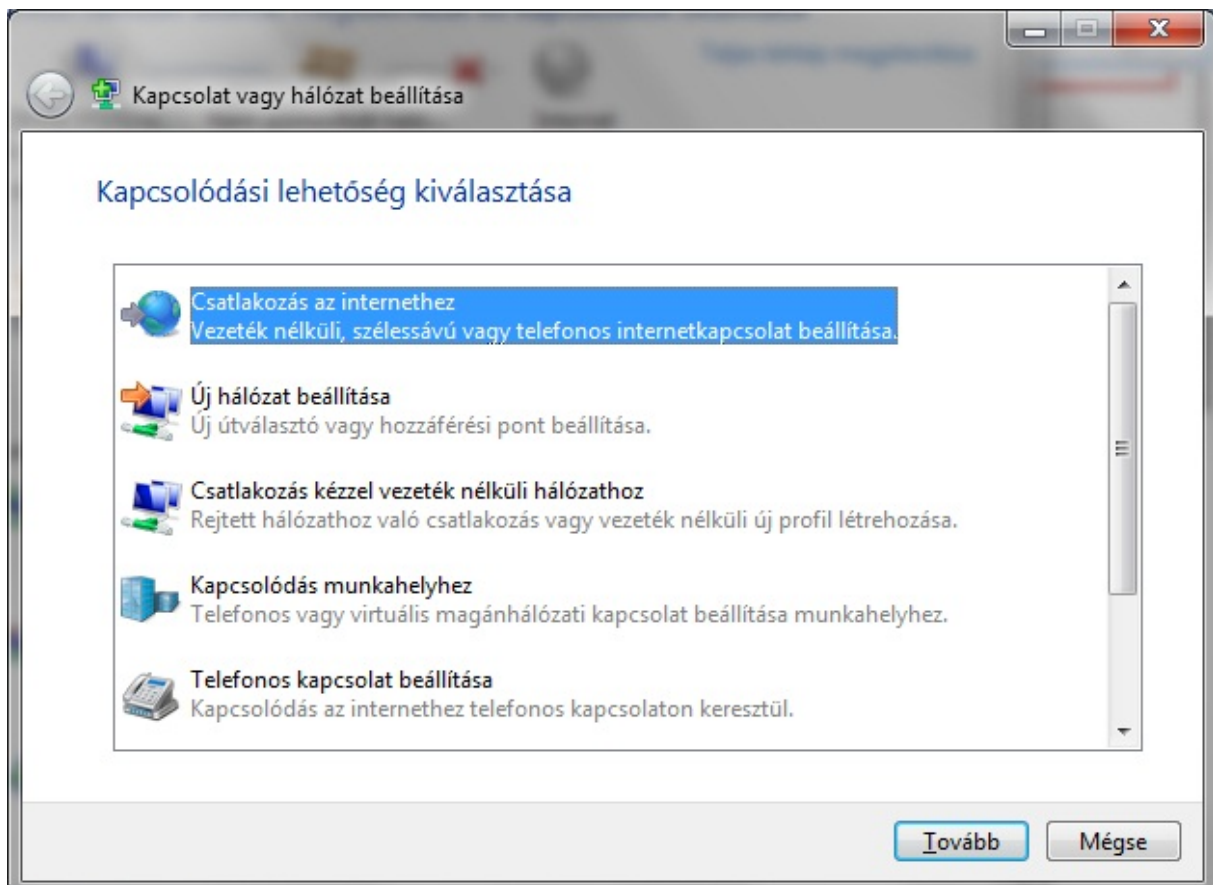 Kapcsolat vagy hálózat beállítása
Kapcsolódási lehetőség kiválasztása
Csatlakozás az internethez
Vezeték nélküli, szélessávú vagy telefonos internetkapcsolat beállítása.
Új hálózat beállítása
Új útválasztó vagy hozzáférési pont beállítása.
Csatlakozás kézzel vezeték nélküli hálózathoz
Rejtett hálózathoz való csatlakozás vagy vezeték nélküli új profil létrehozása.
Kapcsolódás munkahelyhez
Telefonos vagy virtuális magánhálózati kapcsolat beállítása munkahelyhez.
Telefonos kapcsolat beállítása
Kapcsolódás az internethez telefonos kapcsolaton keresztül.
Tovább Mégse